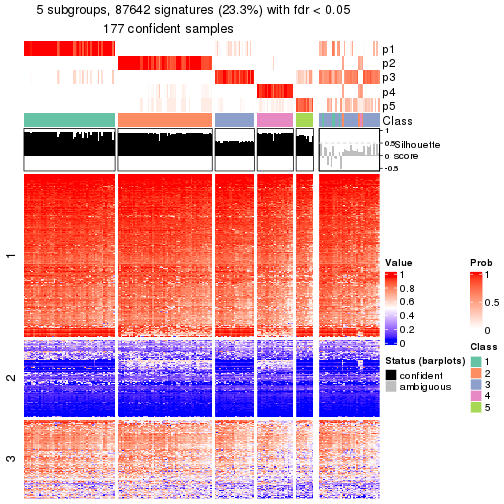 5 subgroups, 87642 signatures (23.3%) with fdr < 0.05
177 confident samples
p1
p2
p3
p4
p5
Class
1
0.5
0
-0.5
Silhouette
score
1
2
3
Value
1
0.8
0.6
0.4
0.2
0
Status (barplots)
confident
ambiguous
Prob
1
0.5
0
Class
1
2
3
4
5